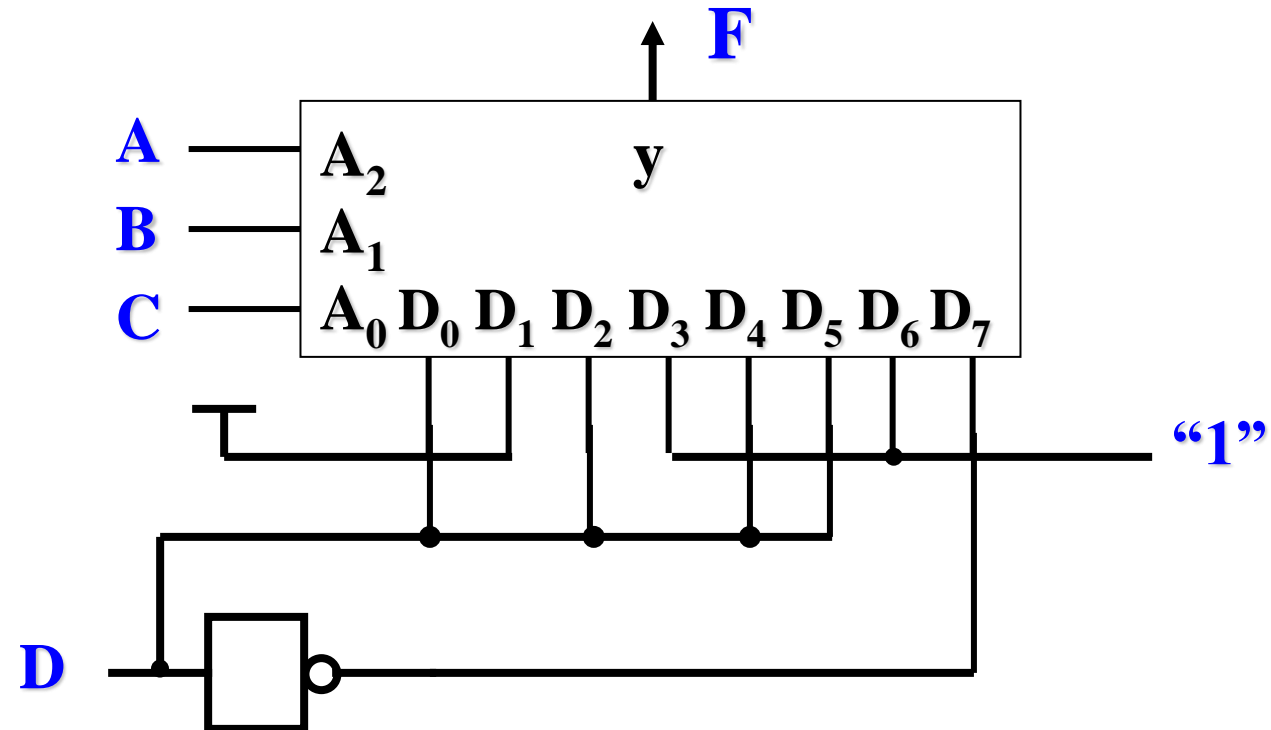 F
A A₂ y
B A₁
C A₀ D₀ D₁ D₂ D₃ D₄ D₅ D₆ D₇
“1”
D